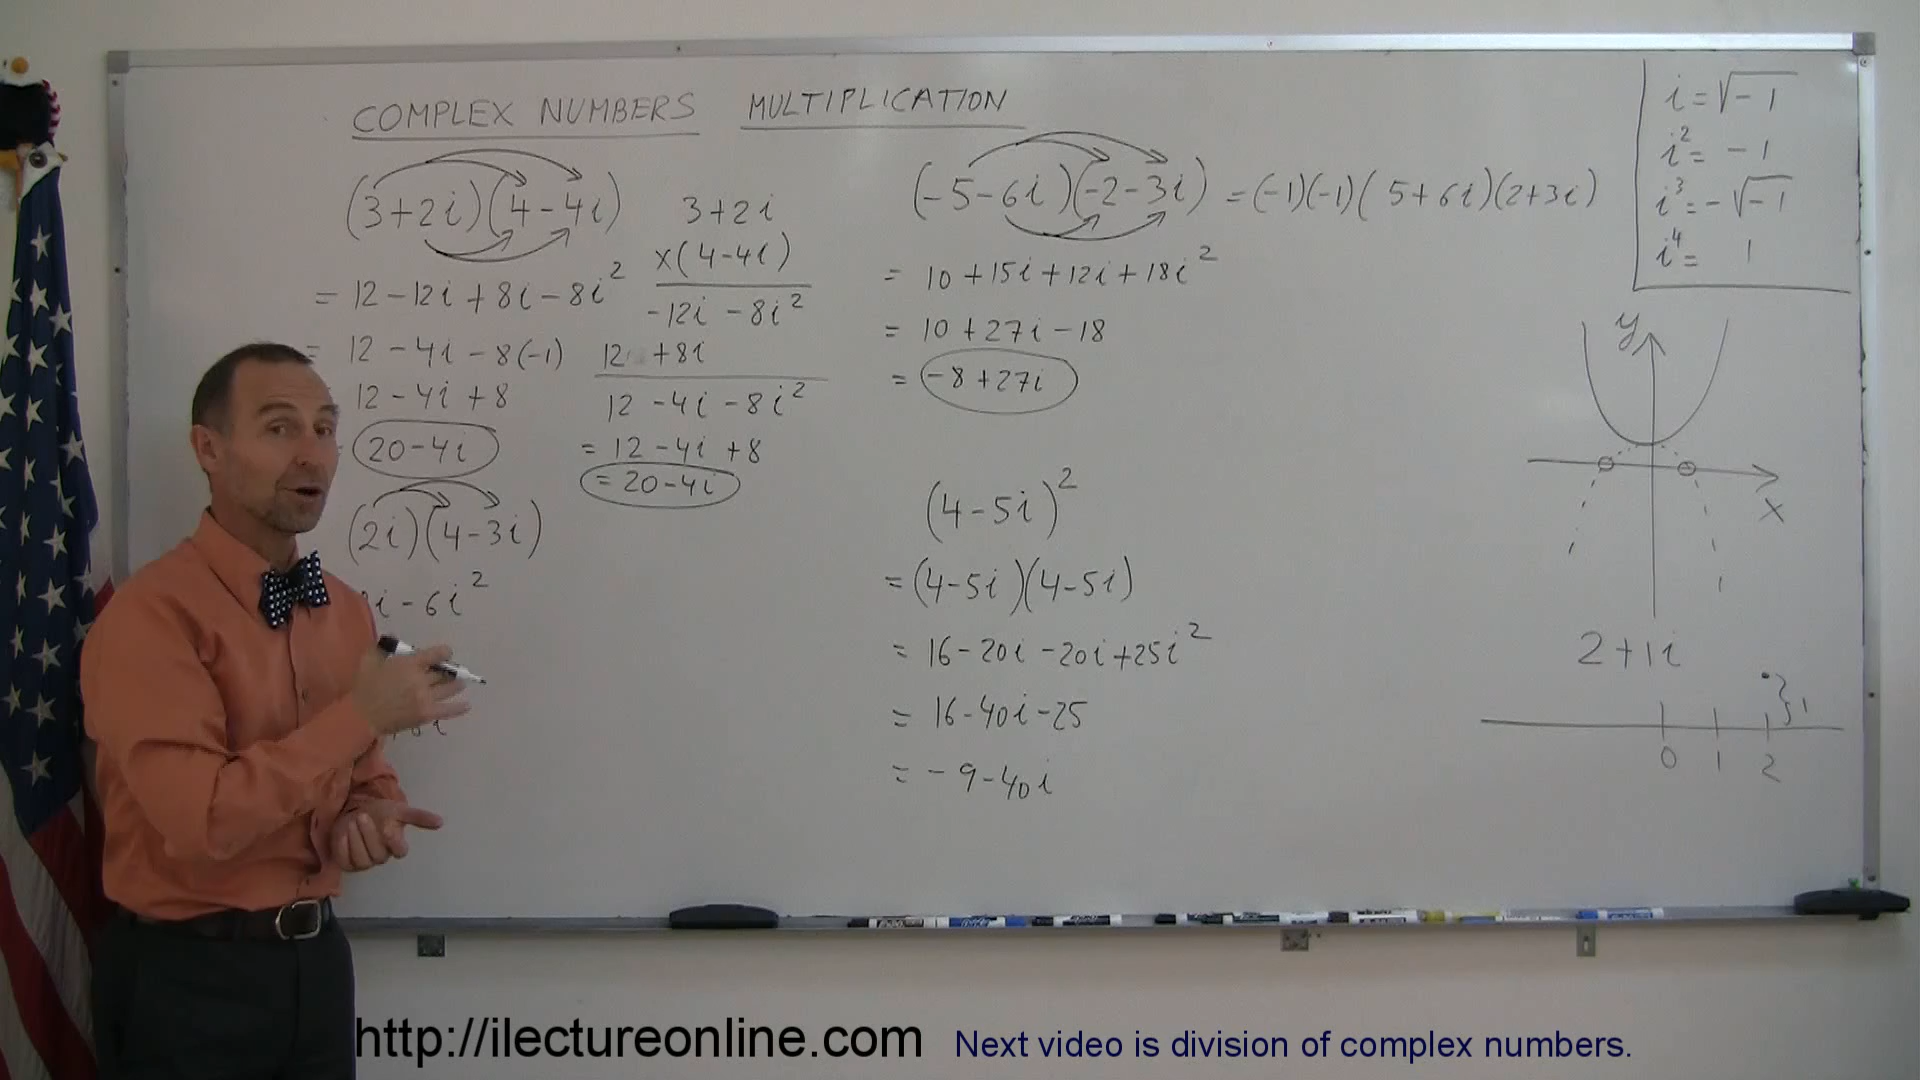 COMPLEX NUMBERS MULTIPLICATION
(3+2i)(4-4i)
= 12-12i+8i-8i²
= 12-4i-8(-1)
12-4i+8
20-4i
(2i)(4-3i)
i-6i²
3+2i
×(4-4i)
-12i -8i²
12 +8i
12 -4i -8i²
= 12-4i +8
= 20-4i
(-5-6i)(-2-3i) = (-1)(-1)(5+6i)(2+3i)
= 10+15i+12i+18i²
= 10+27i-18
= -8+27i
(4-5i)²
= (4-5i)(4-5i)
= 16-20i-20i+25i²
= 16-40i-25
= -9-40i
i = √-1
i² = -1
i³ = -√-1
i⁴ = 1
y
x
2+1i
}1
0 1 2
http://ilectureonline.com Next video is division of complex numbers.